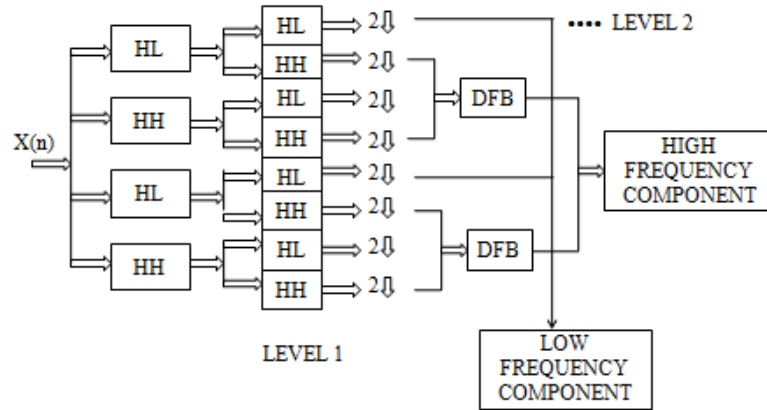 HL 2 .... LEVEL 2
HL
HH 2
HL 2 DFB
X(n)
HH
HH 2
HIGH
FREQUENCY
COMPONENT
HL 2
HL
HH 2
HL 2 DFB
HH
HH 2
LEVEL 1
LOW
FREQUENCY
COMPONENT